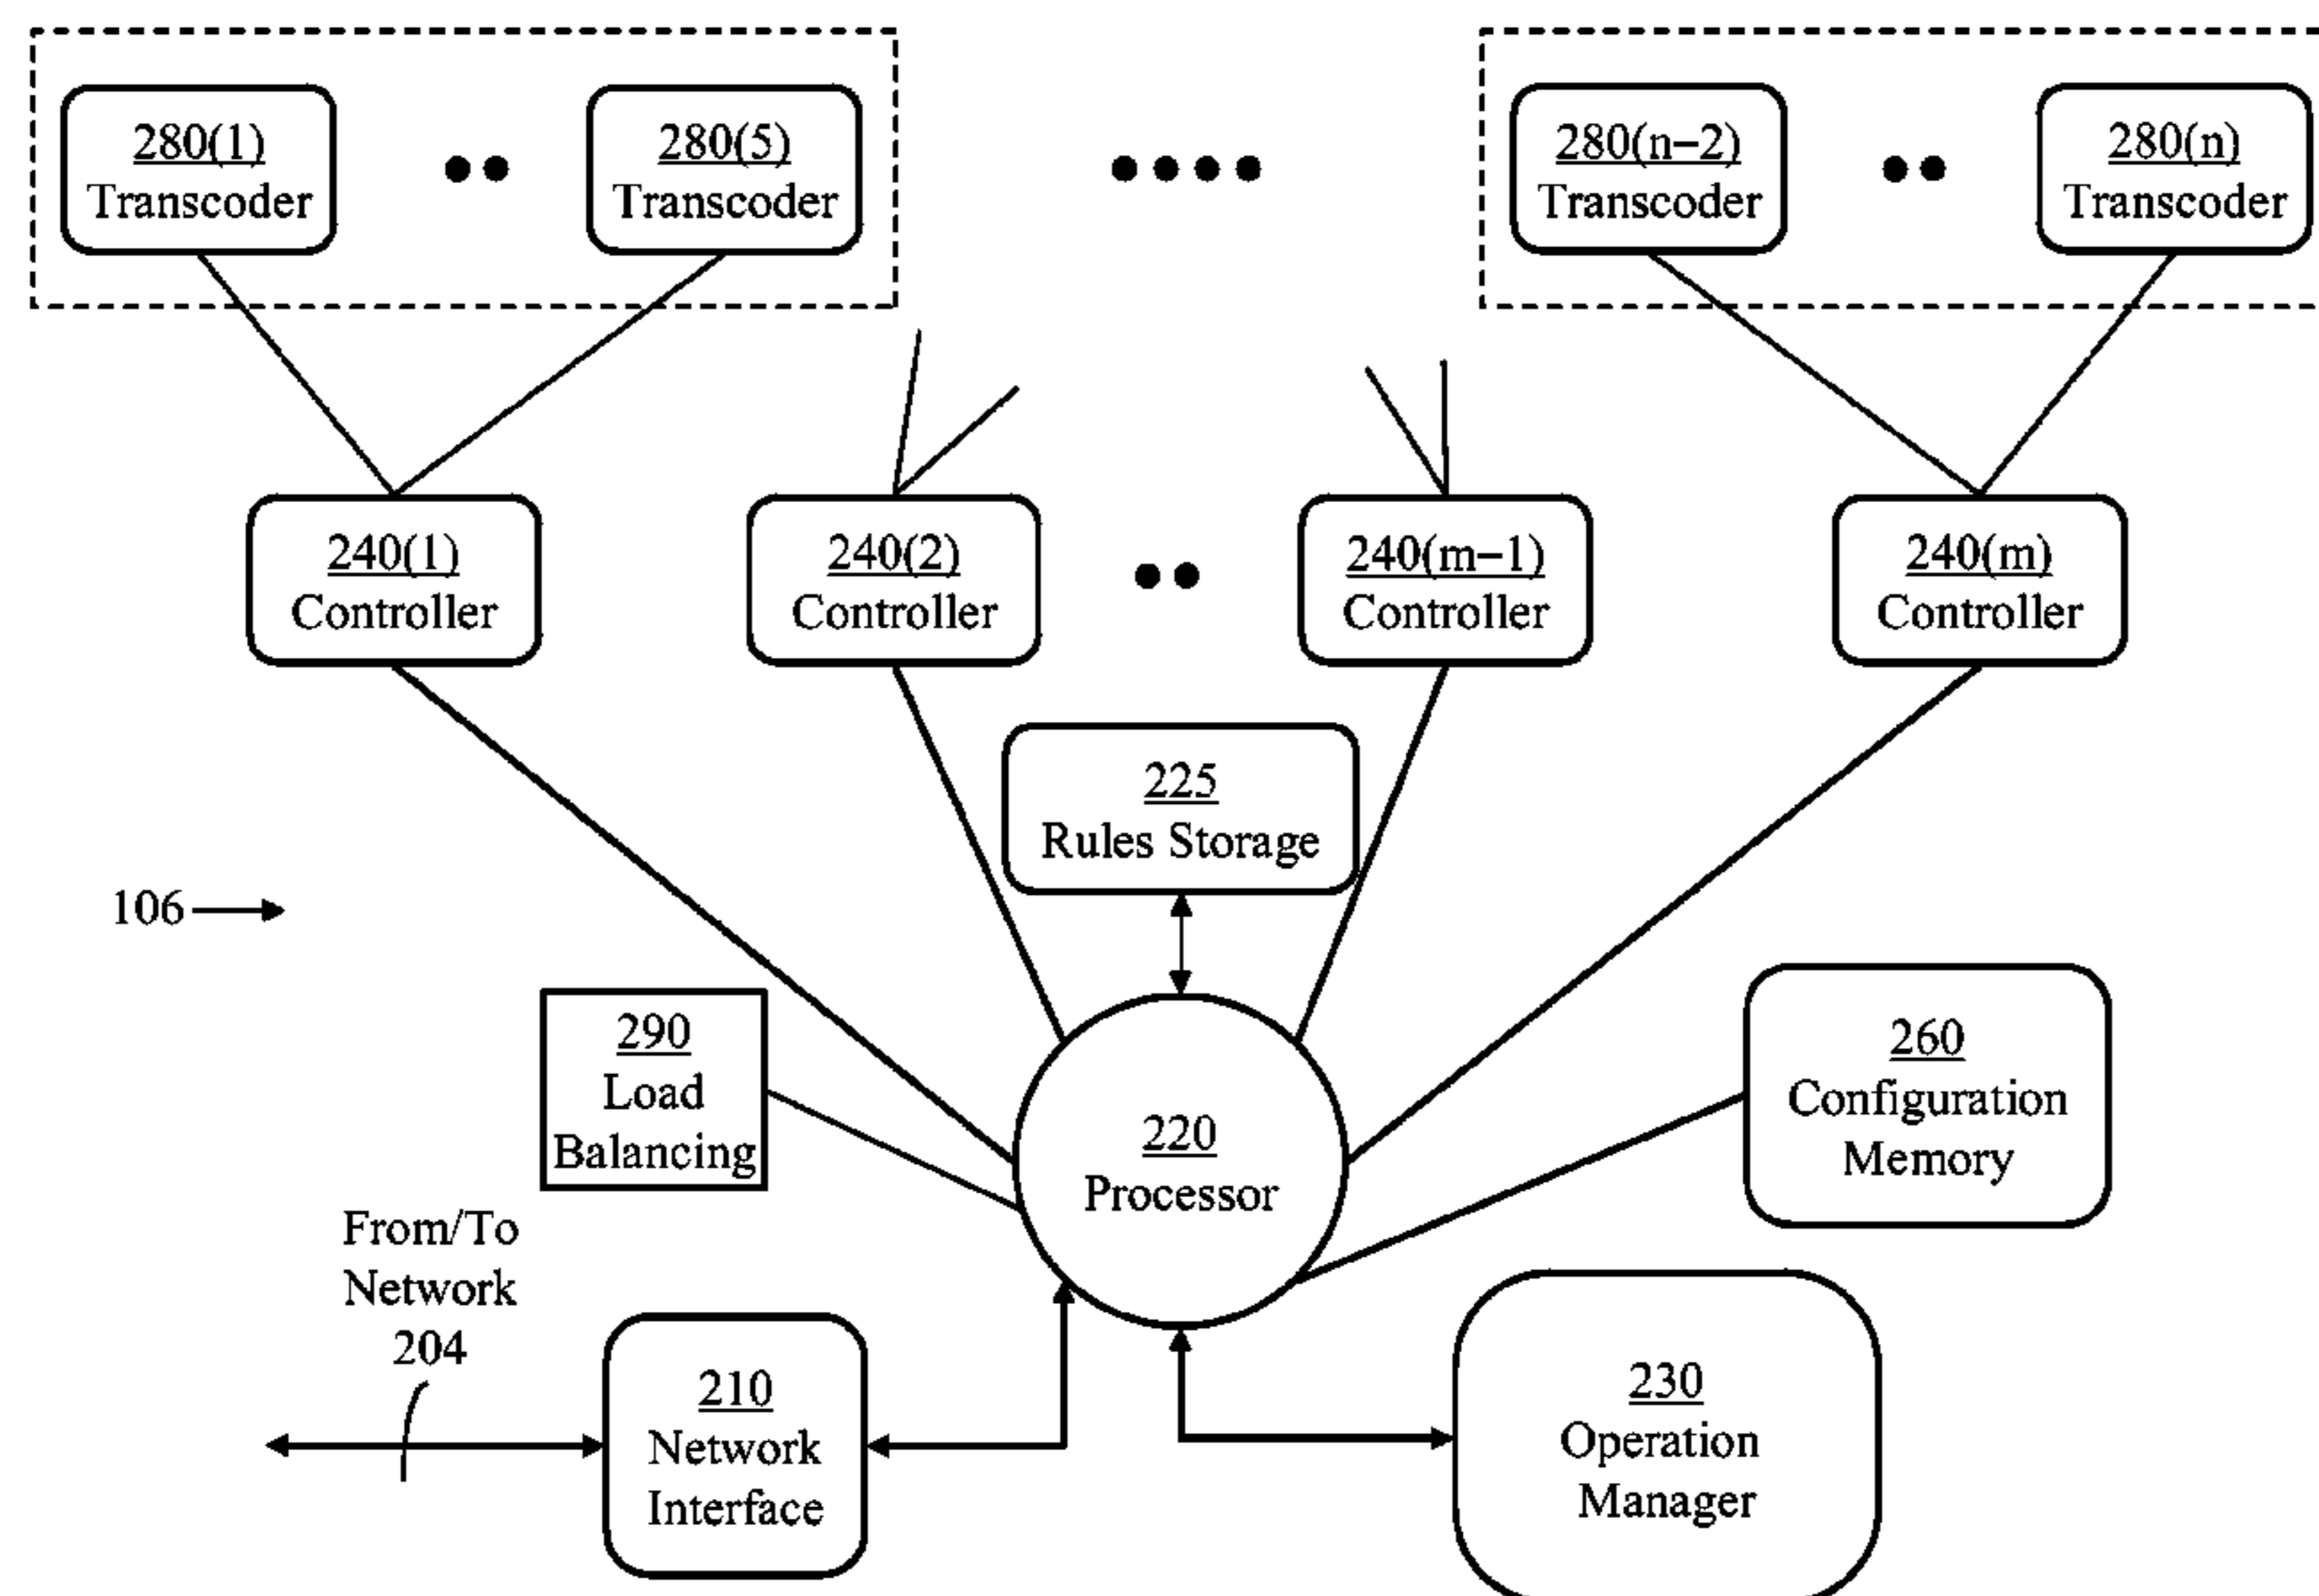 280(1)
Transcoder
280(5)
Transcoder
280(n–2)
Transcoder
280(n)
Transcoder
240(1)
Controller
240(2)
Controller
240(m–1)
Controller
240(m)
Controller
225
Rules Storage
106
290
Load
Balancing
220
Processor
260
Configuration
Memory
From/To
Network
204
210
Network
Interface
230
Operation
Manager